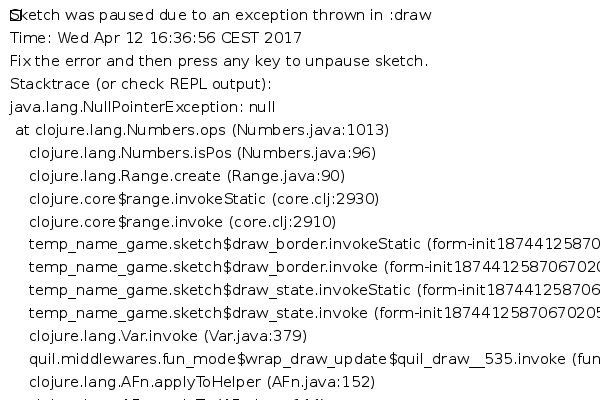 Sketch was paused due to an exception thrown in :draw
Time: Wed Apr 12 16:36:56 CEST 2017
Fix the error and then press any key to unpause sketch.
Stacktrace (or check REPL output):
java.lang.NullPointerException: null
at clojure.lang.Numbers.ops (Numbers.java:1013)
clojure.lang.Numbers.isPos (Numbers.java:96)
clojure.lang.Range.create (Range.java:90)
clojure.core$range.invokeStatic (core.clj:2930)
clojure.core$range.invoke (core.clj:2910)
temp_name_game.sketch$draw_border.invokeStatic (form-init18744125870
temp_name_game.sketch$draw_border.invoke (form-init1874412587067020
temp_name_game.sketch$draw_state.invokeStatic (form-init187441258706
temp_name_game.sketch$draw_state.invoke (form-init18744125870670205
clojure.lang.Var.invoke (Var.java:379)
quil.middlewares.fun_mode$wrap_draw_update$quil_draw__535.invoke (fun
clojure.lang.AFn.applyToHelper (AFn.java:152)